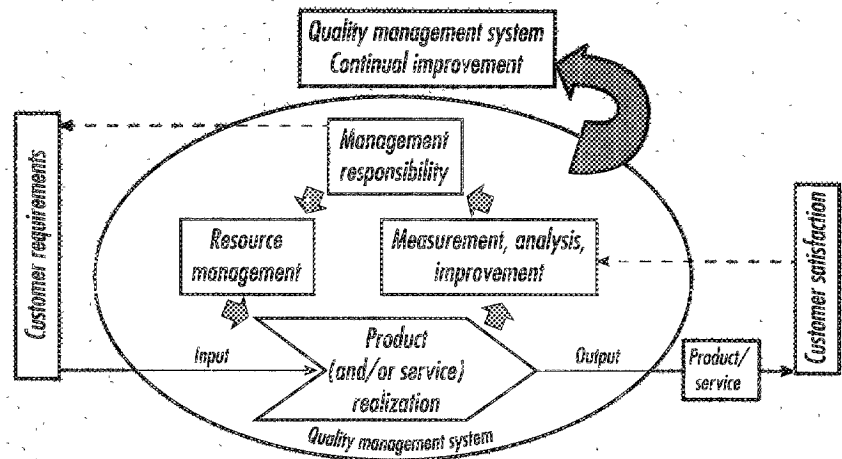 Quality management system
Continual improvement
Customer requirements
Management
responsibility
Resource
management
Measurement, analysis,
improvement
Customer satisfaction
Input
Product
(and/or service)
realization
Output
Product/
service
Quality management system